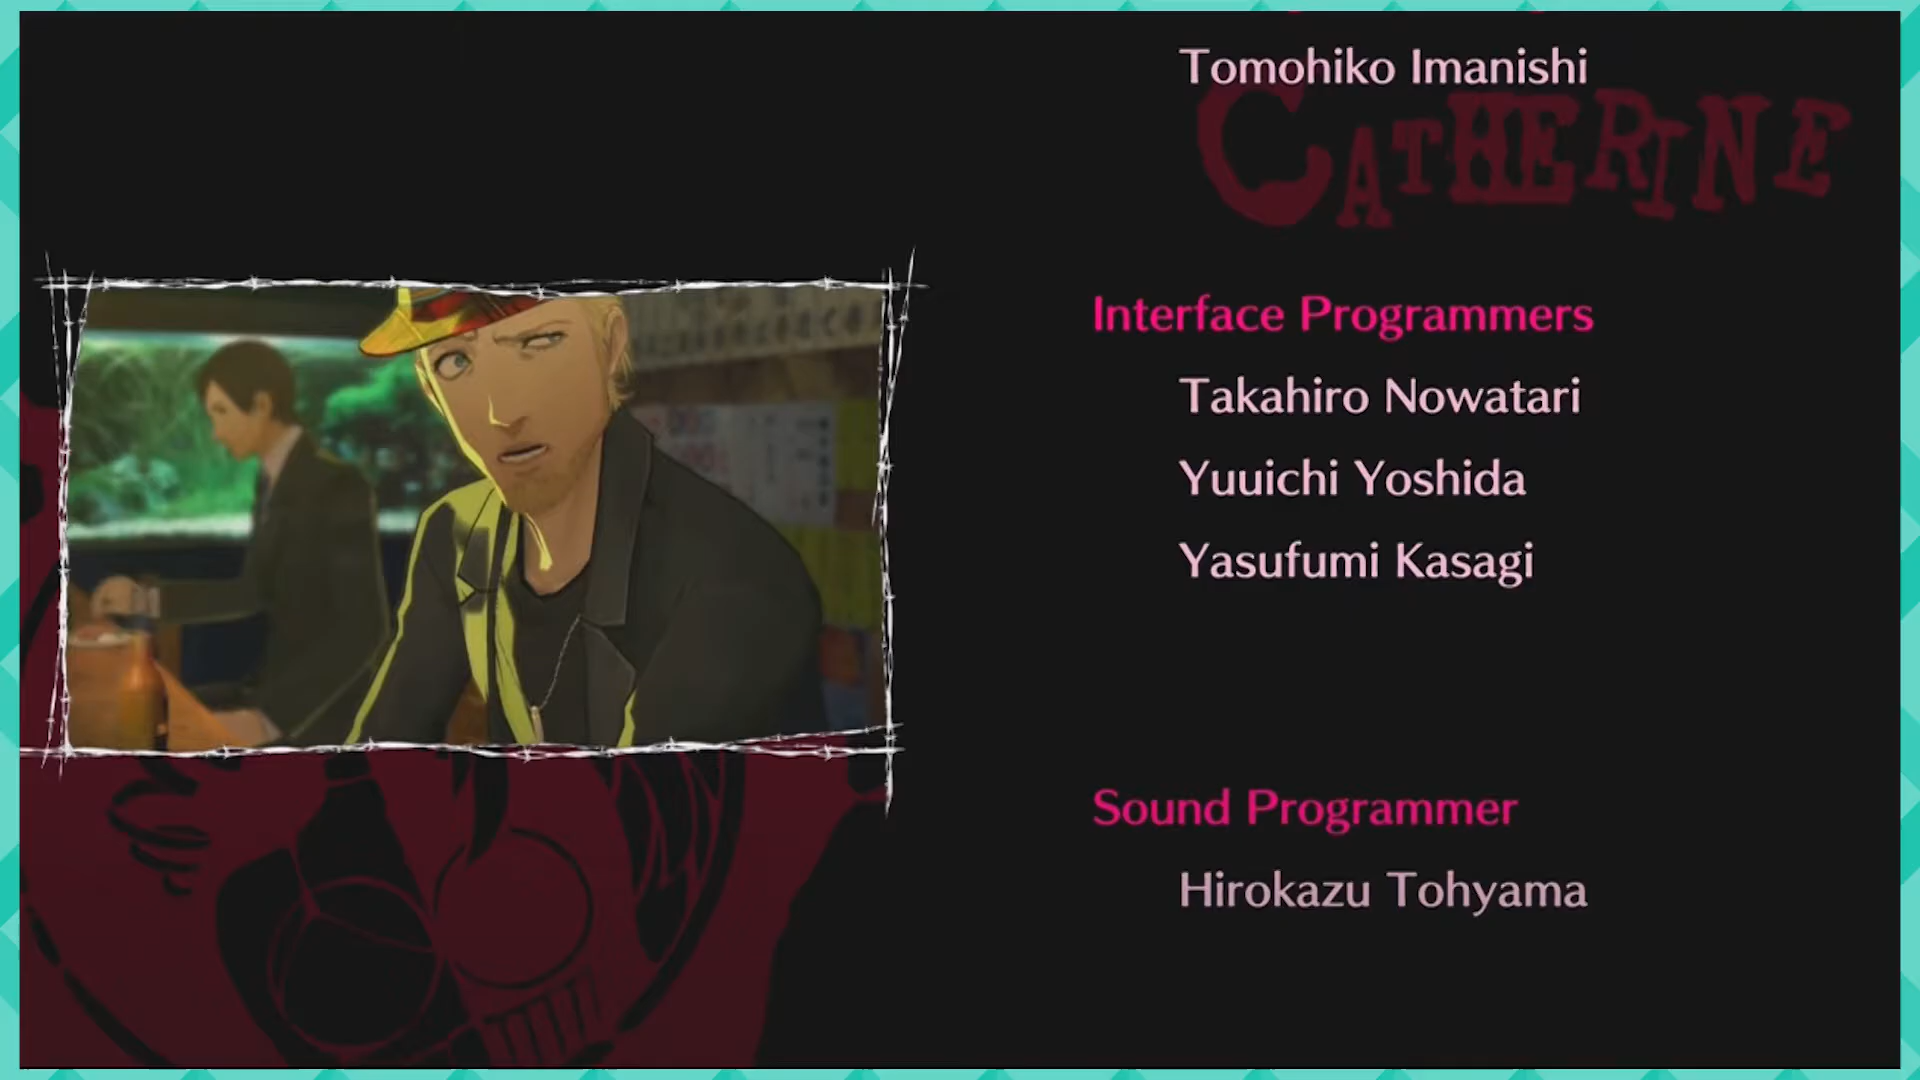 Tomohiko Imanishi
CATHERINE
Interface Programmers
Takahiro Nowatari
Yuuichi Yoshida
Yasufumi Kasagi
Sound Programmer
Hirokazu Tohyama